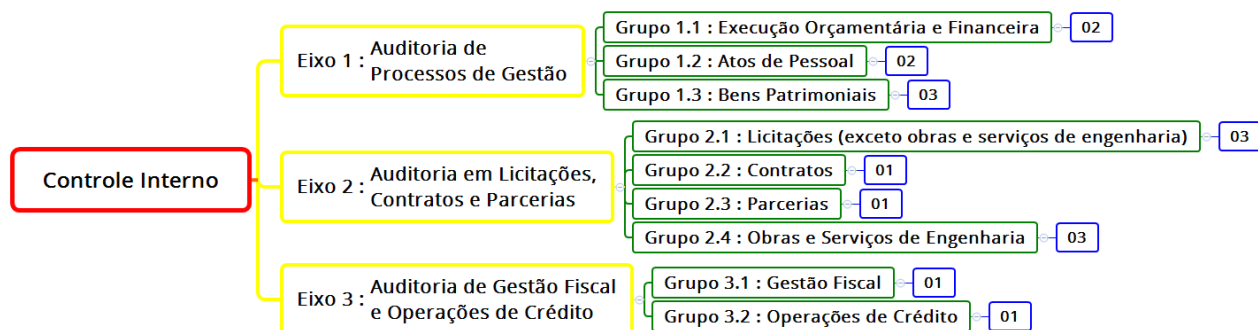 Controle Interno
Eixo 1 : Auditoria de
Processos de Gestão
Grupo 1.1 : Execução Orçamentária e Financeira 02
Grupo 1.2 : Atos de Pessoal 02
Grupo 1.3 : Bens Patrimoniais 03
Eixo 2 : Auditoria em Licitações,
Contratos e Parcerias
Grupo 2.1 : Licitações (exceto obras e serviços de engenharia) 03
Grupo 2.2 : Contratos 01
Grupo 2.3 : Parcerias 01
Grupo 2.4 : Obras e Serviços de Engenharia 03
Eixo 3 : Auditoria de Gestão Fiscal
e Operações de Crédito
Grupo 3.1 : Gestão Fiscal 01
Grupo 3.2 : Operações de Crédito 01